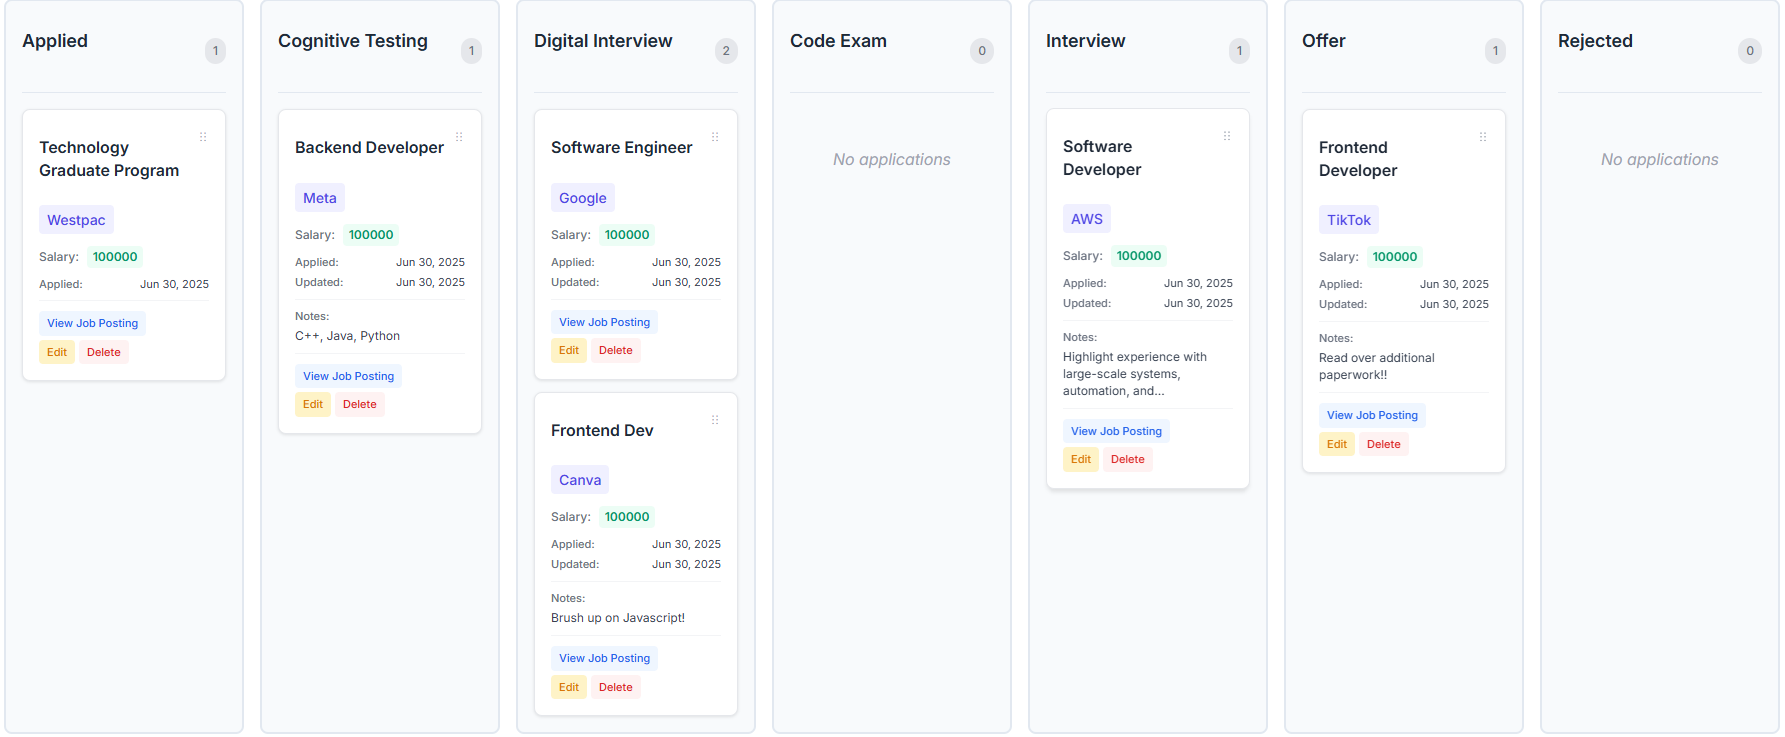 Applied
1
Technology
Graduate Program
Westpac
Salary: 100000
Applied: Jun 30, 2025
View Job Posting
Edit Delete
Cognitive Testing
1
Backend Developer
Meta
Salary: 100000
Applied: Jun 30, 2025
Updated: Jun 30, 2025
Notes:
C++, Java, Python
View Job Posting
Edit Delete
Digital Interview
2
Software Engineer
Google
Salary: 100000
Applied: Jun 30, 2025
Updated: Jun 30, 2025
View Job Posting
Edit Delete
Frontend Dev
Canva
Salary: 100000
Applied: Jun 30, 2025
Updated: Jun 30, 2025
Notes:
Brush up on Javascript!
View Job Posting
Edit Delete
Code Exam
0
No applications
Interview
1
Software
Developer
AWS
Salary: 100000
Applied: Jun 30, 2025
Updated: Jun 30, 2025
Notes:
Highlight experience with
large-scale systems,
automation, and...
View Job Posting
Edit Delete
Offer
1
Frontend
Developer
TikTok
Salary: 100000
Applied: Jun 30, 2025
Updated: Jun 30, 2025
Notes:
Read over additional
paperwork!!
View Job Posting
Edit Delete
Rejected
0
No applications